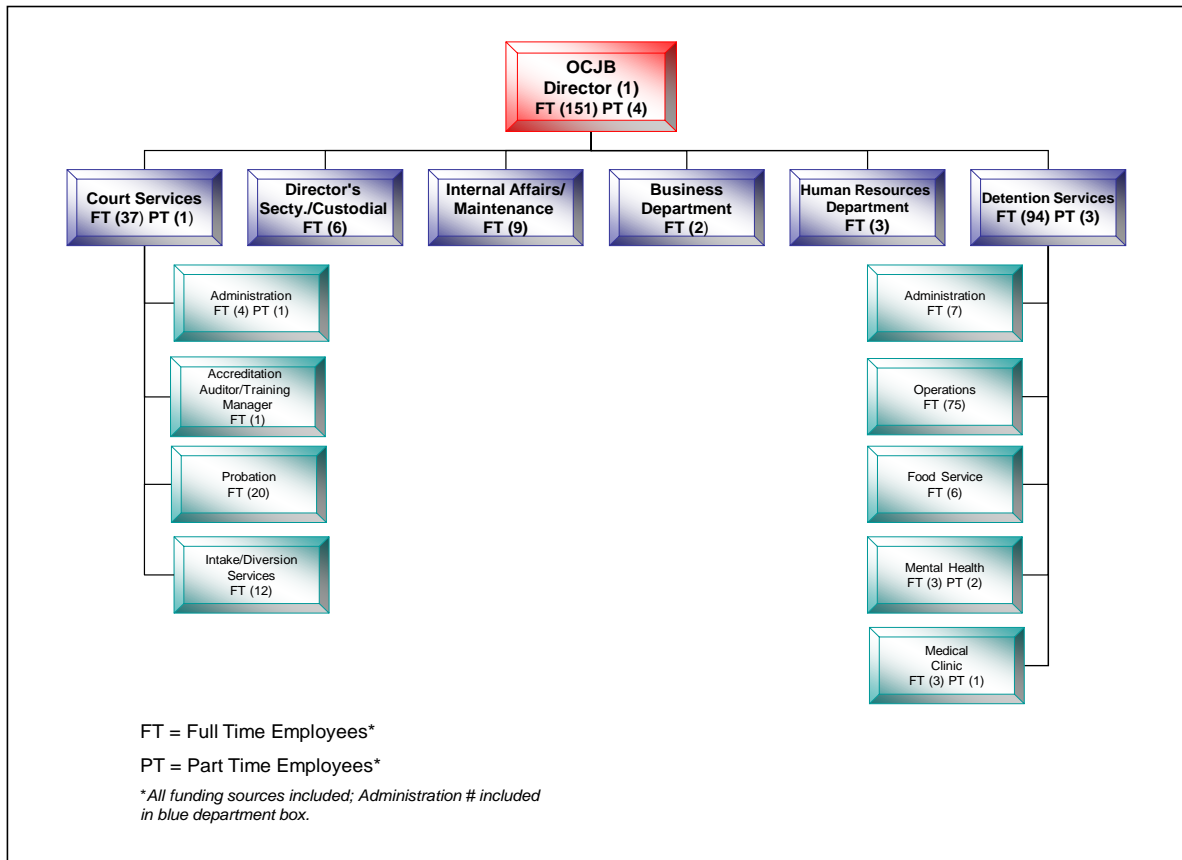 OCJB
Director (1)
FT (151) PT (4)
Court Services
FT (37) PT (1)
Director's
Secty./Custodial
FT (6)
Internal Affairs/
Maintenance
FT (9)
Business
Department
FT (2)
Human Resources
Department
FT (3)
Detention Services
FT (94) PT (3)
Administration
FT (4) PT (1)
Accreditation
Auditor/Training
Manager
FT (1)
Probation
FT (20)
Intake/Diversion
Services
FT (12)
Administration
FT (7)
Operations
FT (75)
Food Service
FT (6)
Mental Health
FT (3) PT (2)
Medical
Clinic
FT (3) PT (1)
FT = Full Time Employees*
PT = Part Time Employees*
*All funding sources included; Administration # included
in blue department box.